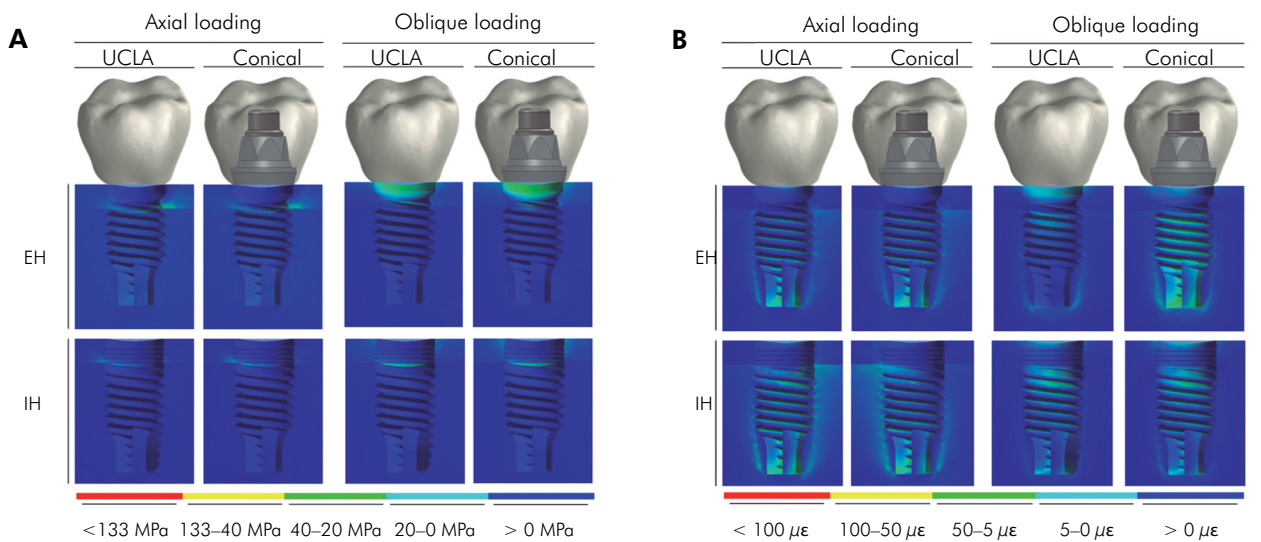 A
Axial loading
Oblique loading
UCLA
Conical
UCLA
Conical
EH
IH
<133 MPa
133–40 MPa
40–20 MPa
20–0 MPa
> 0 MPa
B
Axial loading
Oblique loading
UCLA
Conical
UCLA
Conical
EH
IH
< 100 µε
100–50 µε
50–5 µε
5–0 µε
> 0 µε